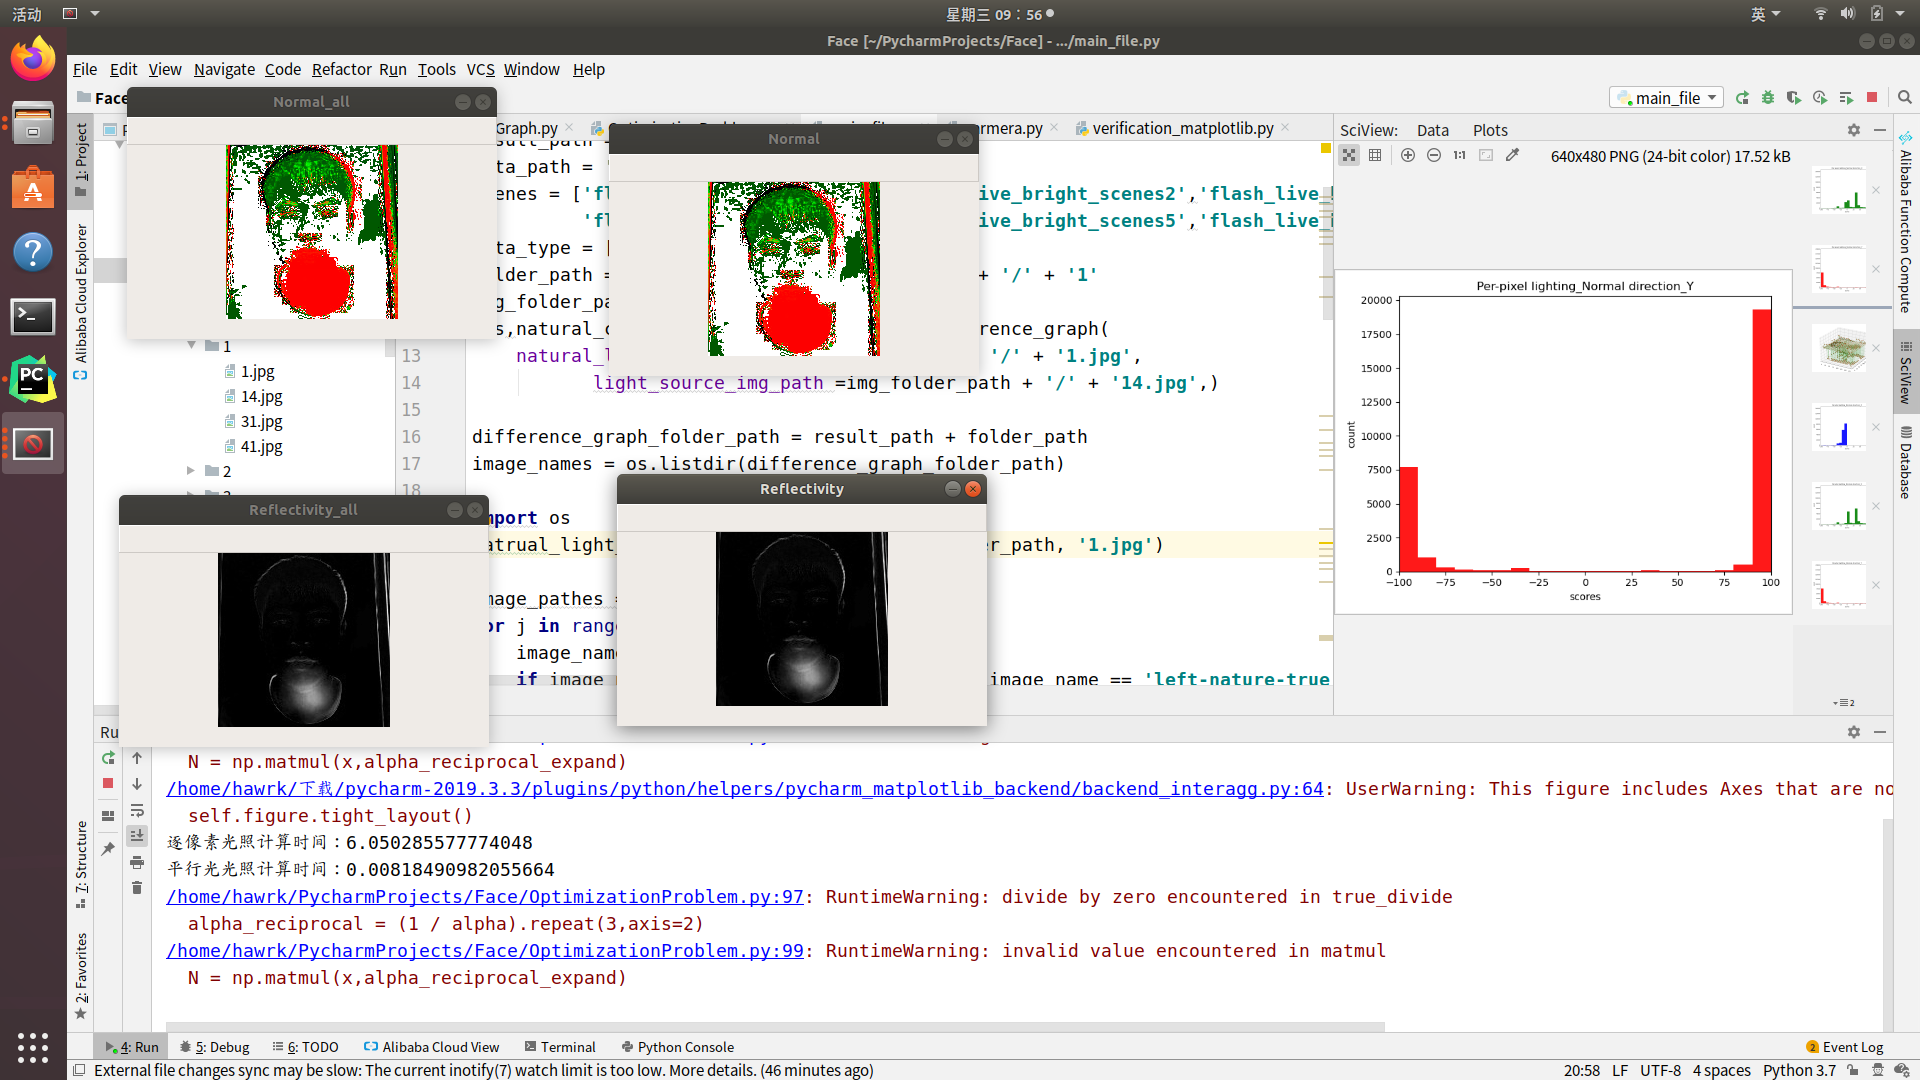 活动
星期三 09：56
英
Face [~/PycharmProjects/Face] - .../main_file.py
File Edit View Navigate Code Refactor Run Tools VCS Window Help
Face
main_file
Normal_all
Normal
Reflectivity_all
Reflectivity
1: Project
Alibaba Cloud Explorer
7: Structure
2: Favorites
Graph.py
verification_matplotlib.py
1
1.jpg
14.jpg
31.jpg
41.jpg
2
ta_path =
enes = ['fl ive_bright_scenes2','flash_live_
'fl ive_bright_scenes5','flash_live_
ta_type = [
lder_path = + '/' + '1'
g_folder_pa
s,natural_c rence_graph(
13 natural_l '/' + '1.jpg',
14 light_source_img_path =img_folder_path + '/' + '14.jpg',)
15
16 difference_graph_folder_path = result_path + folder_path
17 image_names = os.listdir(difference_graph_folder_path)
18
mport os
atrual_light_ er_path, '1.jpg')
mage_pathes =
or j in range
image_name
if image_ image_name == 'left-nature-true
SciView: Data Plots
1:1
640x480 PNG (24-bit color) 17.52 kB
Per-pixel lighting_Normal direction_Y
20000
17500
15000
12500
10000
7500
5000
2500
0
count
−100 −75 −50 −25 0 25 50 75 100
scores
2
Alibaba Function Compute
SciView
Database
Ru
N = np.matmul(x,alpha_reciprocal_expand)
/home/hawrk/下载/pycharm-2019.3.3/plugins/python/helpers/pycharm_matplotlib_backend/backend_interagg.py:64: UserWarning: This figure includes Axes that are no
self.figure.tight_layout()
逐像素光照计算时间：6.050285577774048
平行光光照计算时间：0.00818490982055664
/home/hawrk/PycharmProjects/Face/OptimizationProblem.py:97: RuntimeWarning: divide by zero encountered in true_divide
alpha_reciprocal = (1 / alpha).repeat(3,axis=2)
/home/hawrk/PycharmProjects/Face/OptimizationProblem.py:99: RuntimeWarning: invalid value encountered in matmul
N = np.matmul(x,alpha_reciprocal_expand)
4: Run 5: Debug 6: TODO Alibaba Cloud View Terminal Python Console
2 Event Log
External file changes sync may be slow: The current inotify(7) watch limit is too low. More details. (46 minutes ago)
20:58 LF UTF-8 4 spaces Python 3.7